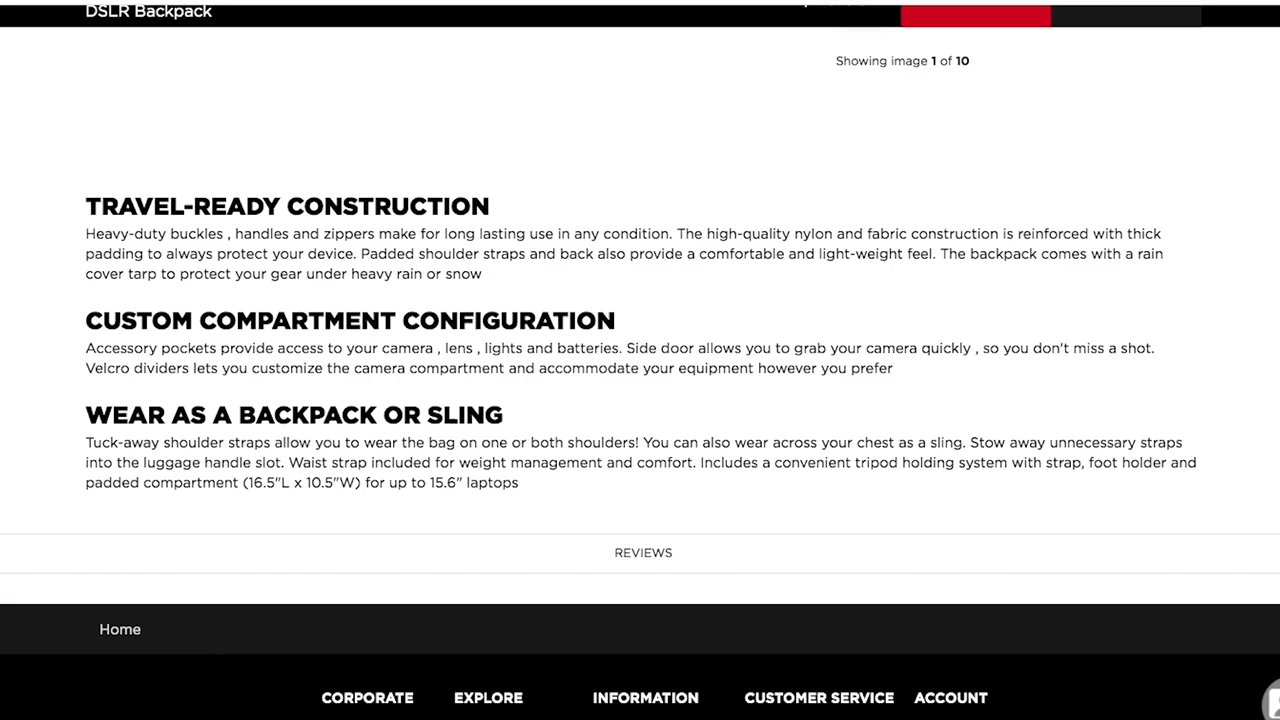 DSLR Backpack
Showing image 1 of 10
TRAVEL-READY CONSTRUCTION
Heavy-duty buckles , handles and zippers make for long lasting use in any condition. The high-quality nylon and fabric construction is reinforced with thick
padding to always protect your device. Padded shoulder straps and back also provide a comfortable and light-weight feel. The backpack comes with a rain
cover tarp to protect your gear under heavy rain or snow
CUSTOM COMPARTMENT CONFIGURATION
Accessory pockets provide access to your camera , lens , lights and batteries. Side door allows you to grab your camera quickly , so you don't miss a shot.
Velcro dividers lets you customize the camera compartment and accommodate your equipment however you prefer
WEAR AS A BACKPACK OR SLING
Tuck-away shoulder straps allow you to wear the bag on one or both shoulders! You can also wear across your chest as a sling. Stow away unnecessary straps
into the luggage handle slot. Waist strap included for weight management and comfort. Includes a convenient tripod holding system with strap, foot holder and
padded compartment (16.5"L x 10.5"W) for up to 15.6" laptops
REVIEWS
Home
CORPORATE EXPLORE INFORMATION CUSTOMER SERVICE ACCOUNT